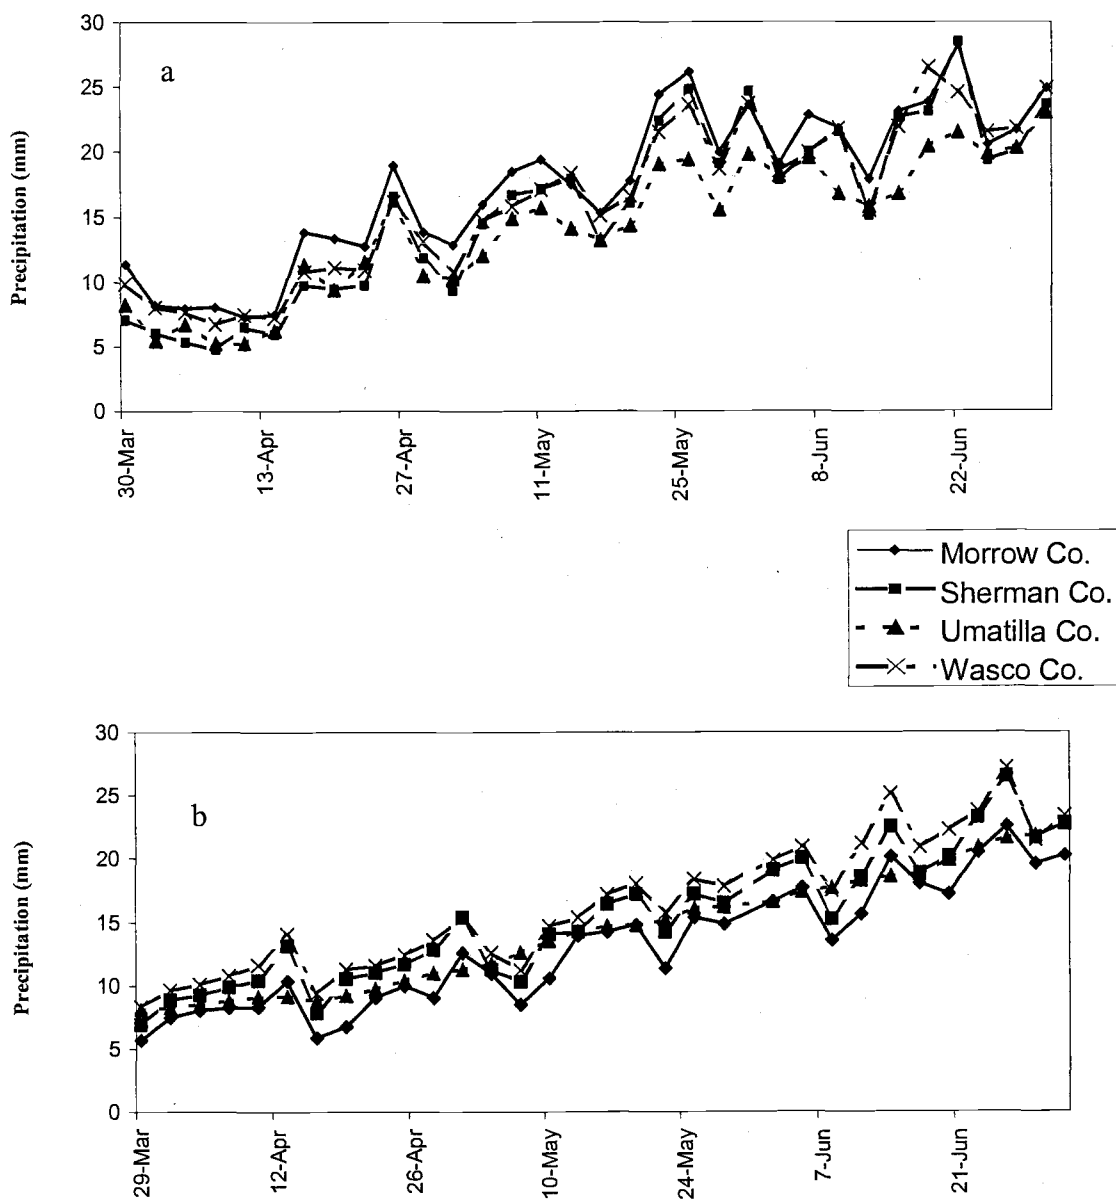 30
a
25
20
15
10
5
0
Precipitation (mm)
30-Mar
13-Apr
27-Apr
11-May
25-May
8-Jun
22-Jun
Morrow Co.
Sherman Co.
Umatilla Co.
Wasco Co.
30
25
b
20
15
10
5
0
Precipitation (mm)
29-Mar
12-Apr
26-Apr
10-May
24-May
7-Jun
21-Jun